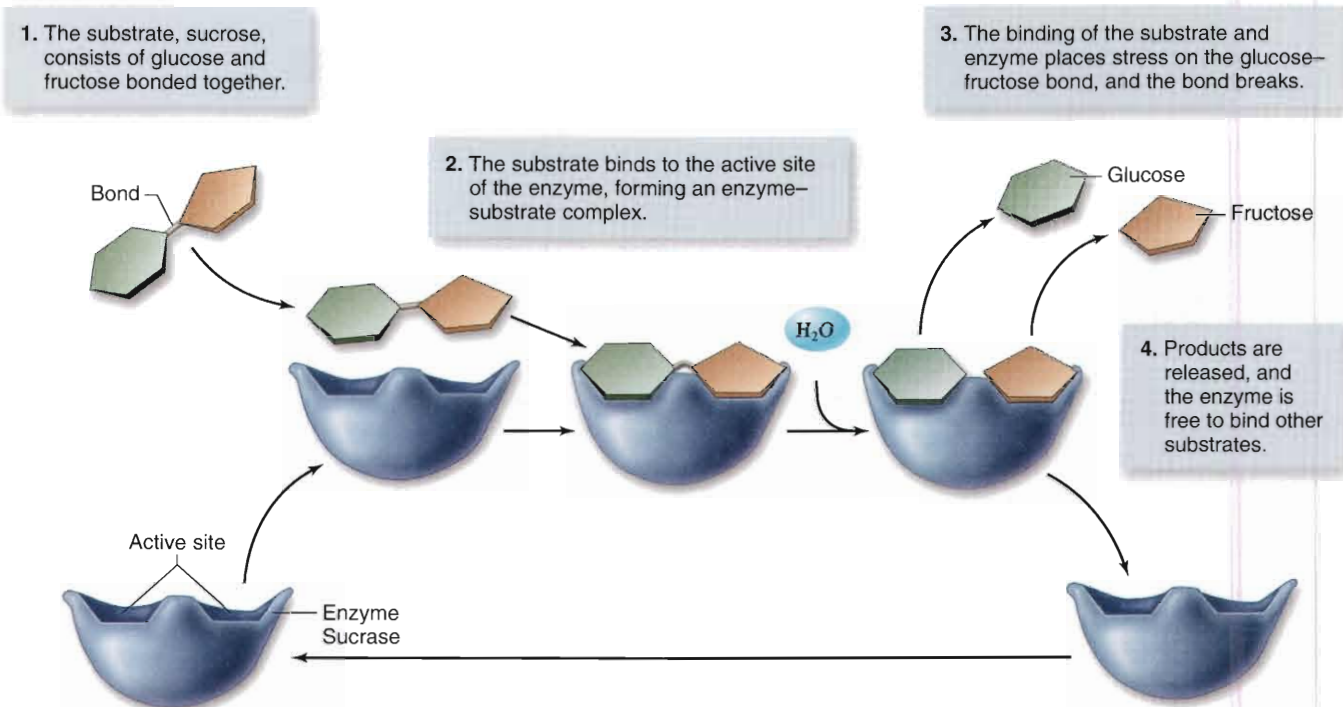 1. The substrate, sucrose,
consists of glucose and
fructose bonded together.
Bond
2. The substrate binds to the active site
of the enzyme, forming an enzyme–
substrate complex.
3. The binding of the substrate and
enzyme places stress on the glucose–
fructose bond, and the bond breaks.
Glucose
Fructose
H₂O
4. Products are
released, and
the enzyme is
free to bind other
substrates.
Active site
Enzyme
Sucrase